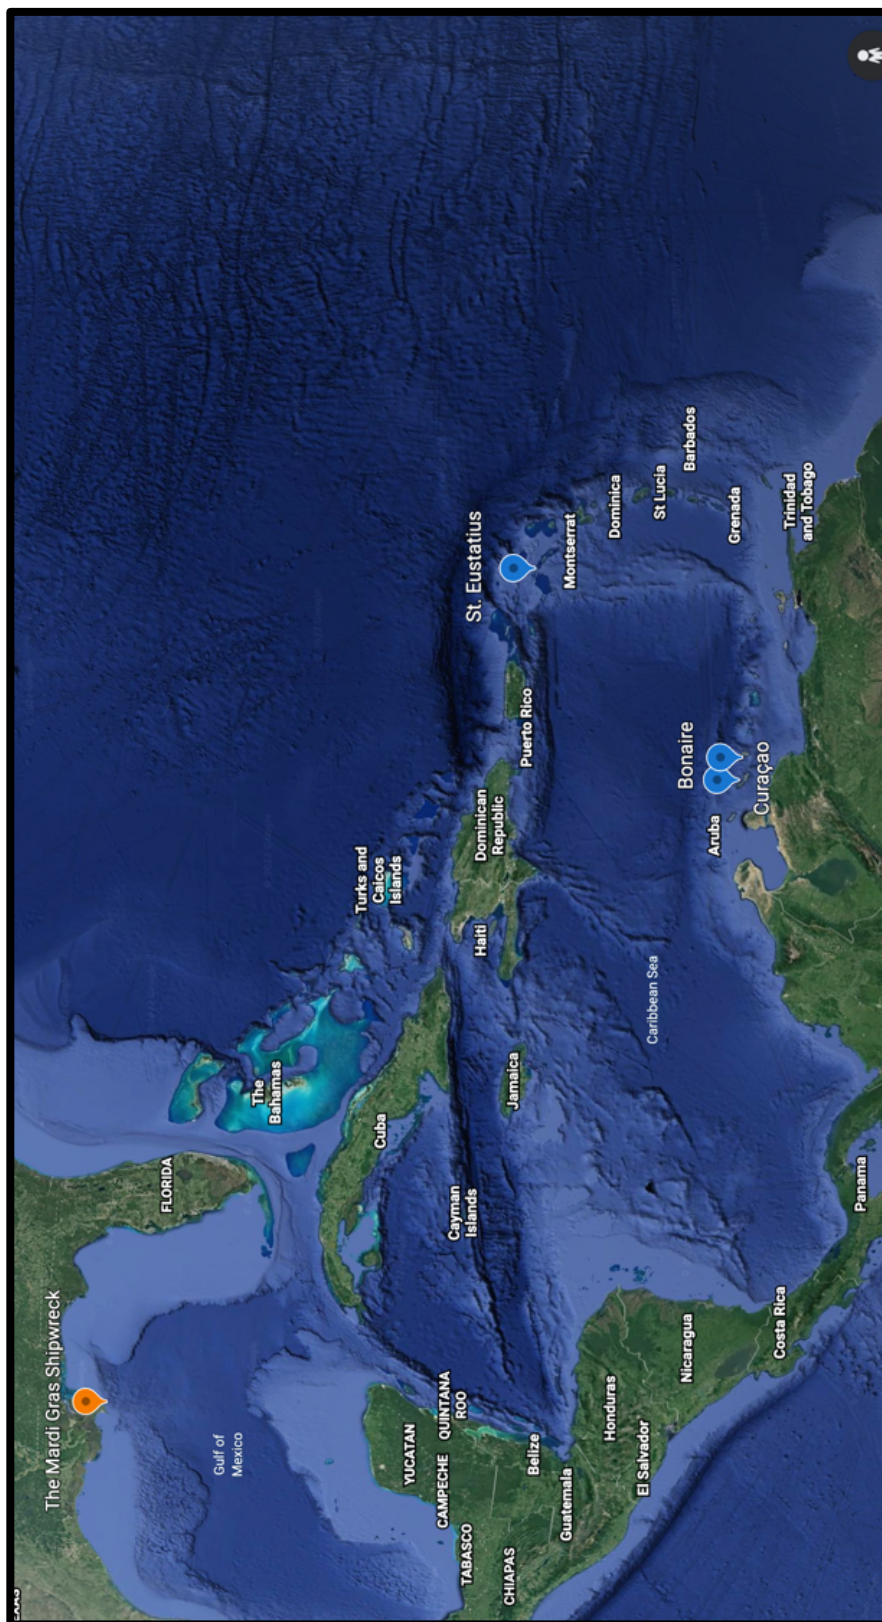 The Mardi Gras Shipwreck
FLORIDA
Gulf of
Mexico
The
Bahamas
Turks and
Caicos
Islands
Cuba
Cayman
Islands
Haiti
Dominican
Republic
Jamaica
Puerto Rico
St. Eustatius
Montserrat
Dominica
St Lucia
Barbados
Grenada
Trinidad
and Tobago
Caribbean Sea
Bonaire
Curaçao
Aruba
YUCATAN
QUINTANA
ROO
CAMPECHE
TABASCO
CHIAPAS
Belize
Guatemala
Honduras
El Salvador
Nicaragua
Costa Rica
Panama